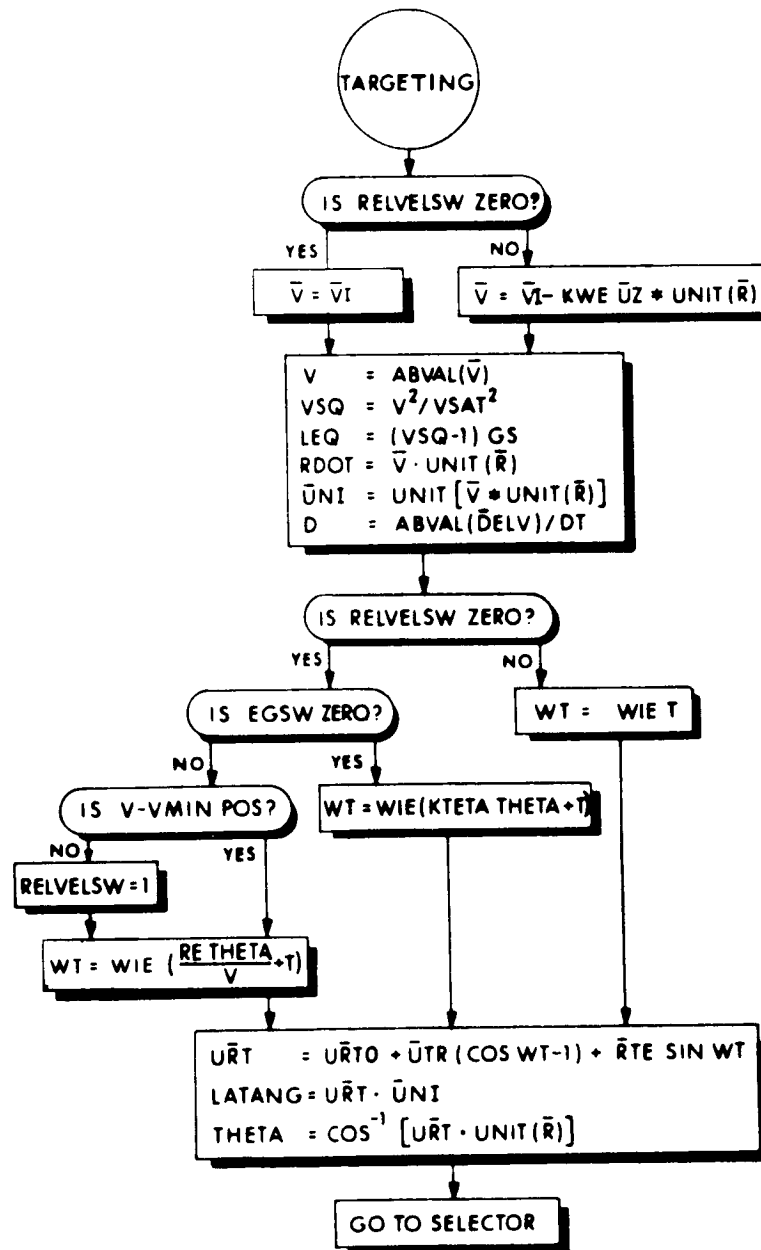 TARGETING
IS RELVELSW ZERO?
YES
NO
V̄ = V̄I
V̄ = V̄I - KWE ŪZ * UNIT(R̄)
V = ABVAL(V̄)
VSQ = V²/VSAT²
LEQ = (VSQ-1) GS
RDOT = V̄ · UNIT(R̄)
ŪNI = UNIT[V̄ * UNIT(R̄)]
D = ABVAL(D̄ELV)/DT
IS RELVELSW ZERO?
YES
NO
IS EGSW ZERO?
WT = WIE T
NO
YES
IS V-VMIN POS?
WT = WIE(KTETA THETA+T)
NO
YES
RELVELSW = 1
WT = WIE (RE THETA/V +T)
UR̄T = UR̄TO + ŪTR (COS WT-1) + R̄TE SIN WT
LATANG = UR̄T · ŪNI
THETA = COS⁻¹ [UR̄T · UNIT(R̄)]
GO TO SELECTOR